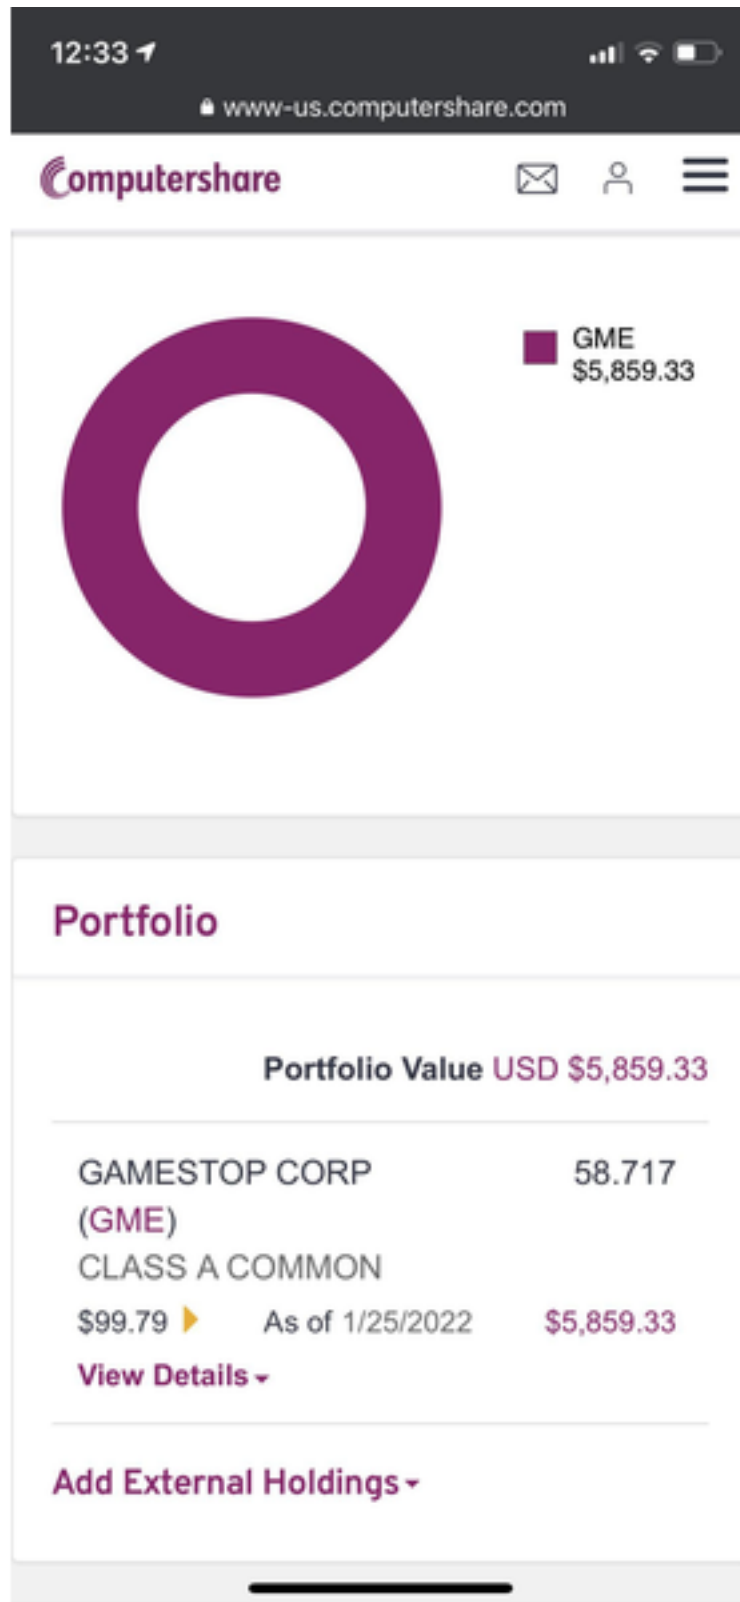 12:33
www-us.computershare.com
Computershare
GME
$5,859.33
Portfolio
Portfolio Value USD $5,859.33
GAMESTOP CORP 58.717
(GME)
CLASS A COMMON
$99.79 As of 1/25/2022 $5,859.33
View Details
Add External Holdings